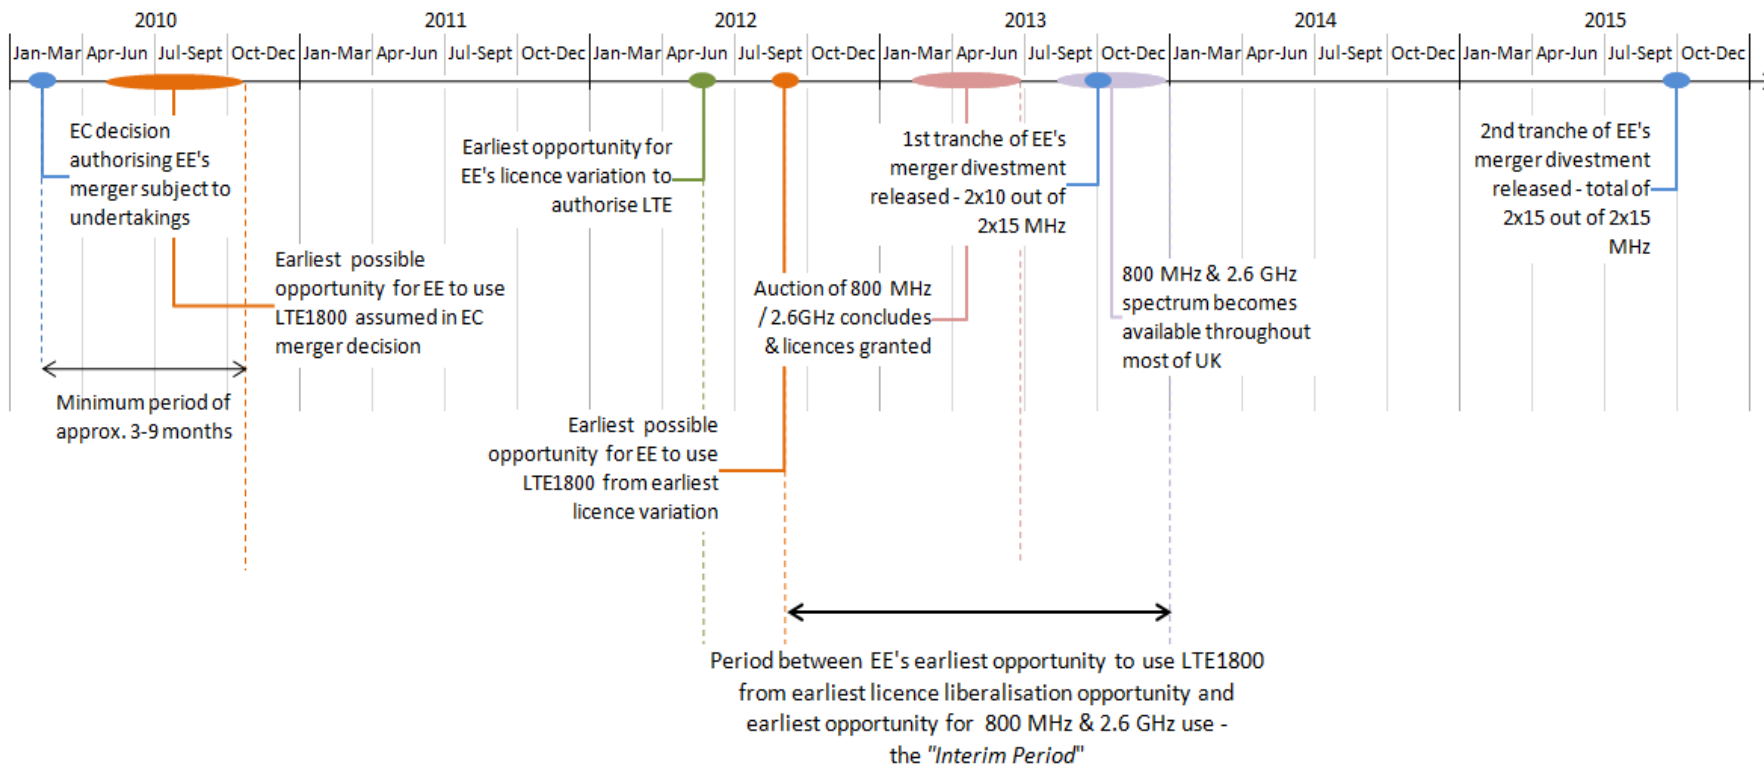 2010 2011 2012 2013 2014 2015
Jan-Mar Apr-Jun Jul-Sept Oct-Dec Jan-Mar Apr-Jun Jul-Sept Oct-Dec Jan-Mar Apr-Jun Jul-Sept Oct-Dec Jan-Mar Apr-Jun Jul-Sept Oct-Dec Jan-Mar Apr-Jun Jul-Sept Oct-Dec Jan-Mar Apr-Jun Jul-Sept Oct-Dec
EC decision
authorising EE's
merger subject to
undertakings
Earliest possible
opportunity for EE to use
LTE1800 assumed in EC
merger decision
Minimum period of
approx. 3-9 months
Earliest opportunity for
EE's licence variation to
authorise LTE
Earliest possible
opportunity for EE to use
LTE1800 from earliest
licence variation
Auction of 800 MHz
/ 2.6GHz concludes
& licences granted
1st tranche of EE's
merger divestment
released - 2x10 out of
2x15 MHz
800 MHz & 2.6 GHz
spectrum becomes
available throughout
most of UK
2nd tranche of EE's
merger divestment
released - total of
2x15 out of 2x15
MHz
Period between EE's earliest opportunity to use LTE1800
from earliest licence liberalisation opportunity and
earliest opportunity for 800 MHz & 2.6 GHz use -
the "Interim Period"